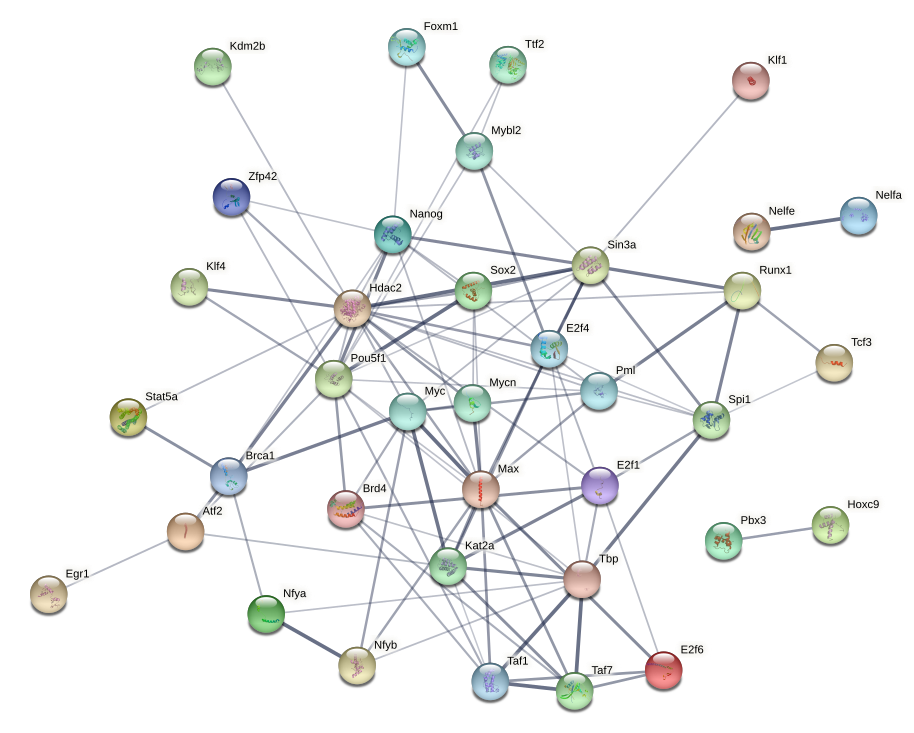 Foxm1
Ttf2
Kdm2b
Klf1
Mybl2
Zfp42
Nelfa
Nelfe
Nanog
Sin3a
Runx1
Sox2
Klf4
Hdac2
E2f4
Tcf3
Pou5f1
Pml
Mycn
Myc
Stat5a
Spi1
Brca1
Max
E2f1
Brd4
Hoxc9
Atf2
Pbx3
Kat2a
Tbp
Egr1
Nfya
Nfyb
E2f6
Taf1
Taf7